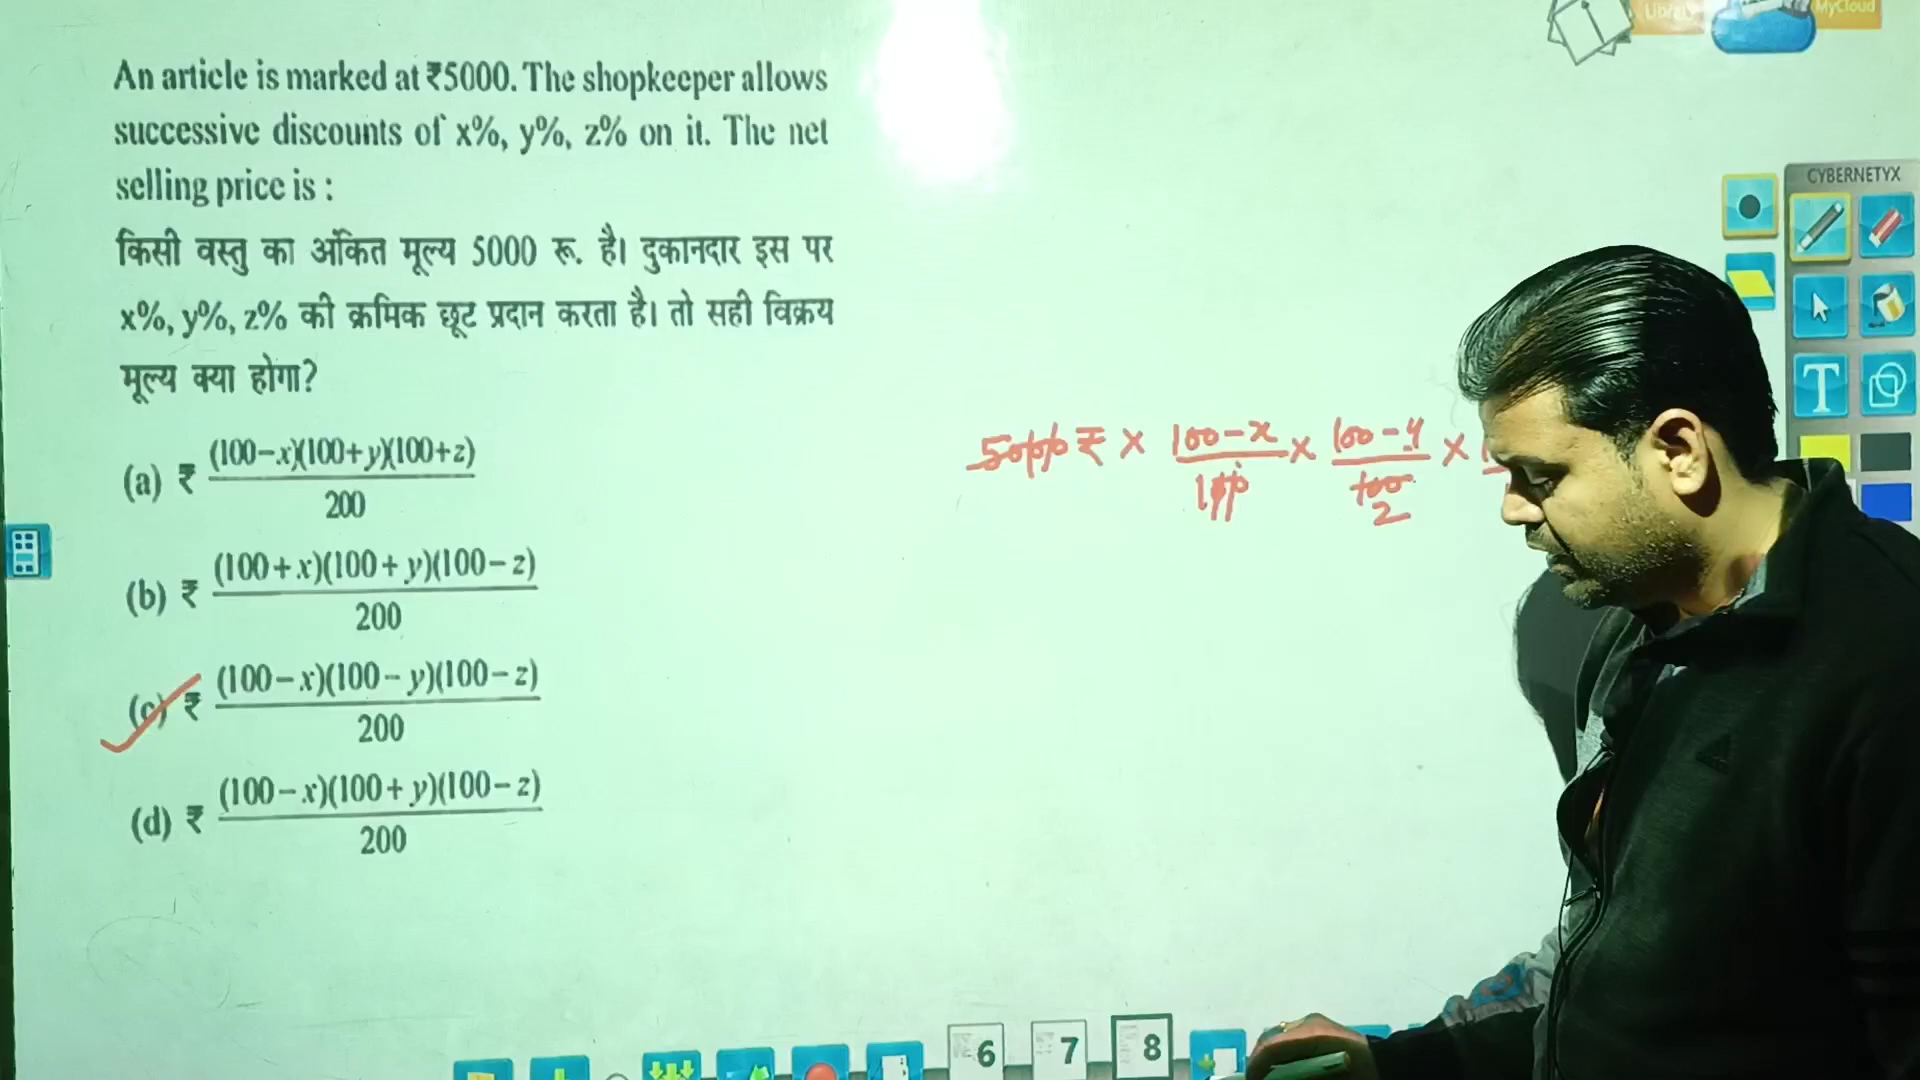 Library
MyCloud
An article is marked at ₹5000. The shopkeeper allows
successive discounts of x%, y%, z% on it. The net
selling price is :
किसी वस्तु का अंकित मूल्य 5000 रू. है। दुकानदार इस पर
x%, y%, z% की क्रमिक छूट प्रदान करता है। तो सही विक्रय
मूल्य क्या होगा?
(a) ₹ (100−x)(100+y)(100+z)
200
(b) ₹ (100+x)(100+y)(100−z)
200
(c) ₹ (100−x)(100−y)(100−z)
200
(d) ₹ (100−x)(100+y)(100−z)
200
5000 ₹ × 100−x × 100−y ×
100 100
2
CYBERNETYX
T
6 7 8